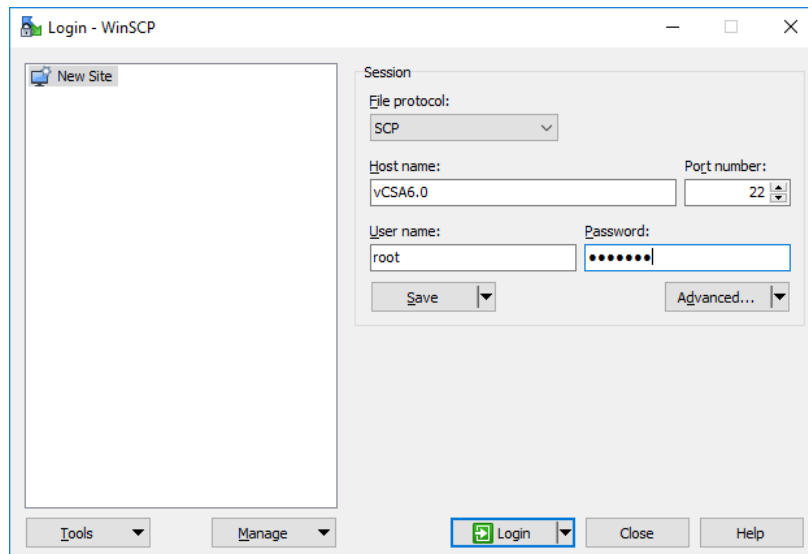 Login - WinSCP
New Site
Session
File protocol:
SCP
Host name:
Port number:
vCSA6.0
22
User name:
Password:
root
•••••••
Save
Advanced...
Tools
Manage
Login
Close
Help